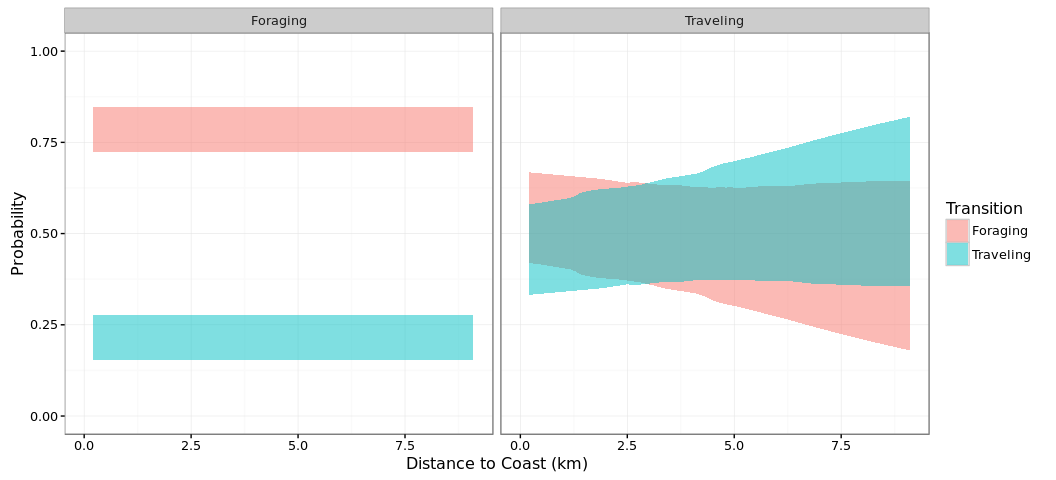 Foraging
Traveling
1.00
0.75
0.50
0.25
0.00
Probability
0.0 2.5 5.0 7.5
0.0 2.5 5.0 7.5
Distance to Coast (km)
Transition
Foraging
Traveling